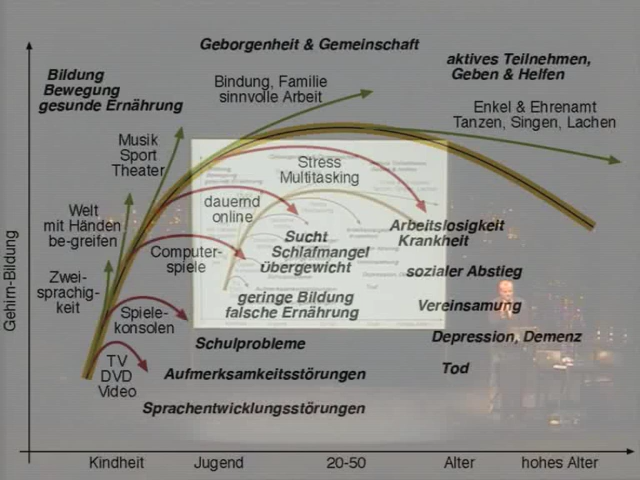 Geborgenheit & Gemeinschaft
aktives Teilnehmen,
Geben & Helfen
Bildung
Bewegung
gesunde Ernährung
Bindung, Familie
sinnvolle Arbeit
Enkel & Ehrenamt
Tanzen, Singen, Lachen
Musik
Sport
Theater
Stress
Multitasking
dauernd
online
Welt
mit Händen
be-greifen
Arbeitslosigkeit
Krankheit
Sucht
Schlafmangel
übergewicht
Computer-
spiele
Zwei-
sprachig-
keit
sozialer Abstieg
geringe Bildung
falsche Ernährung
Vereinsamung
Spiele-
konsolen
Schulprobleme
Depression, Demenz
TV
DVD
Video
Aufmerksamkeitsstörungen
Tod
Sprachentwicklungsstörungen
Gehirn-Bildung
Kindheit
Jugend
20-50
Alter
hohes Alter